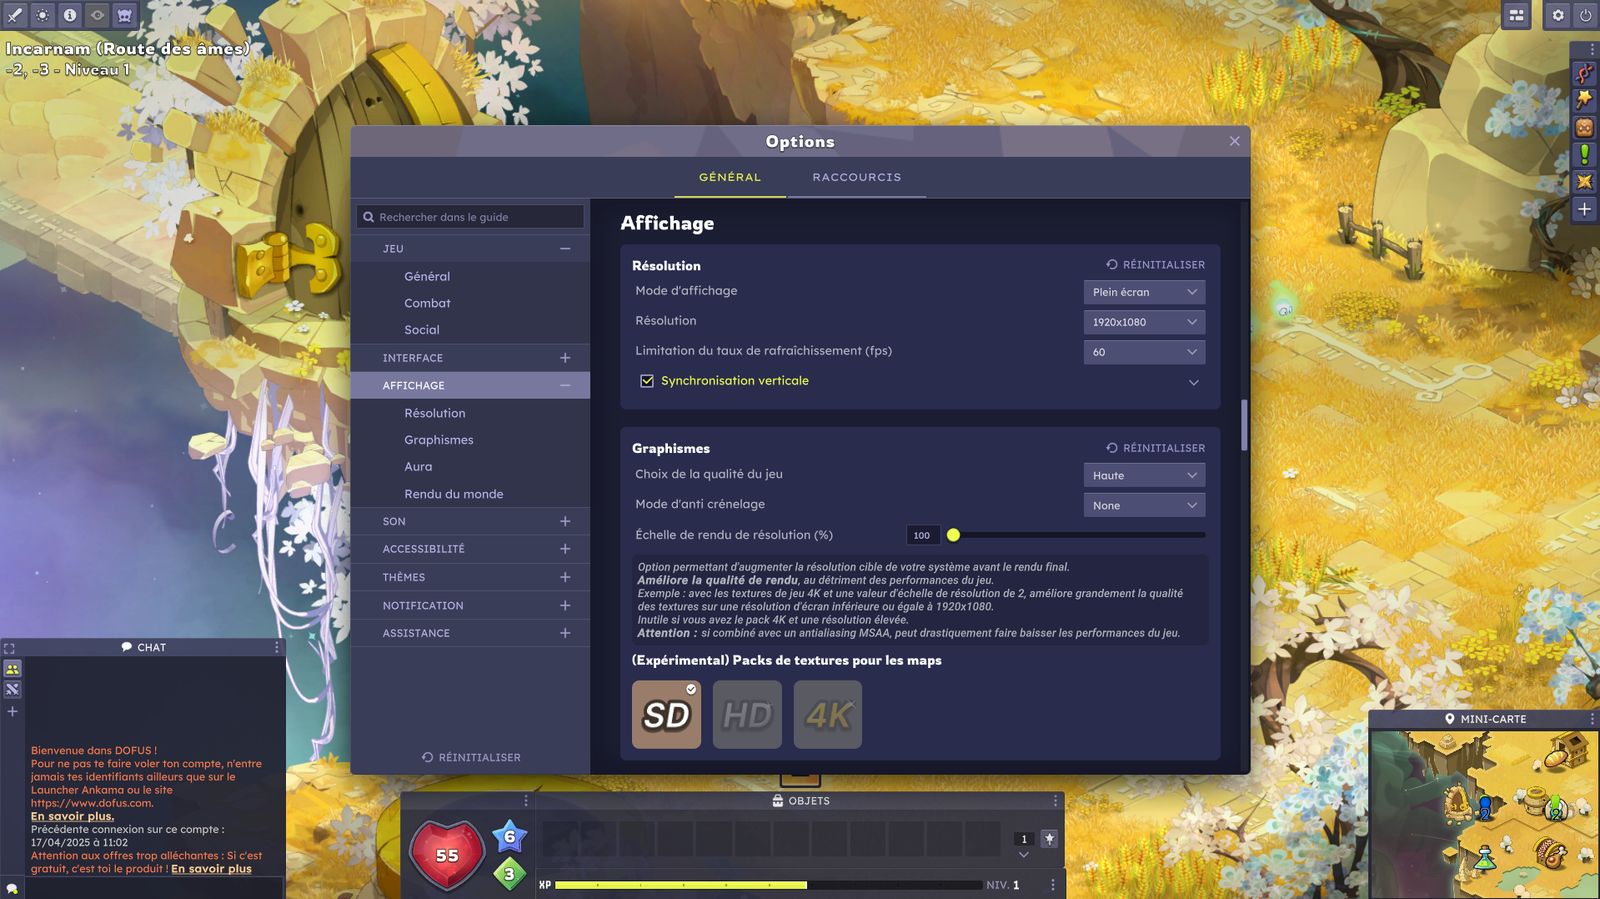 Incarnam (Route des âmes)
-2, -3 - Niveau 1
Options
GÉNÉRAL
RACCOURCIS
Rechercher dans le guide
JEU
Général
Combat
Social
INTERFACE
AFFICHAGE
Résolution
Graphismes
Aura
Rendu du monde
SON
ACCESSIBILITÉ
THÈMES
NOTIFICATION
ASSISTANCE
RÉINITIALISER
Affichage
Résolution
RÉINITIALISER
Mode d'affichage
Plein écran
Résolution
1920x1080
Limitation du taux de rafraîchissement (fps)
60
Synchronisation verticale
Graphismes
RÉINITIALISER
Choix de la qualité du jeu
Haute
Mode d'anti crénelage
None
Échelle de rendu de résolution (%)
100
Option permettant d'augmenter la résolution cible de votre système avant le rendu final.
Améliore la qualité de rendu, au détriment des performances du jeu.
Exemple : avec les textures de jeu 4K et une valeur d'échelle de résolution de 2, améliore grandement la qualité
des textures sur une résolution d'écran inférieure ou égale à 1920x1080.
Inutile si vous avez le pack 4K et une résolution élevée.
Attention : si combiné avec un antialiasing MSAA, peut drastiquement faire baisser les performances du jeu.
(Expérimental) Packs de textures pour les maps
SD
HD
4K
CHAT
Bienvenue dans DOFUS !
Pour ne pas te faire voler ton compte, n'entre
jamais tes identifiants ailleurs que sur le
Launcher Ankama ou le site
https://www.dofus.com.
En savoir plus.
Précédente connexion sur ce compte :
17/04/2025 à 11:02
Attention aux offres trop alléchantes : Si c'est
gratuit, c'est toi le produit ! En savoir plus
55
6
3
OBJETS
1
XP
NIV. 1
MINI-CARTE
2
2